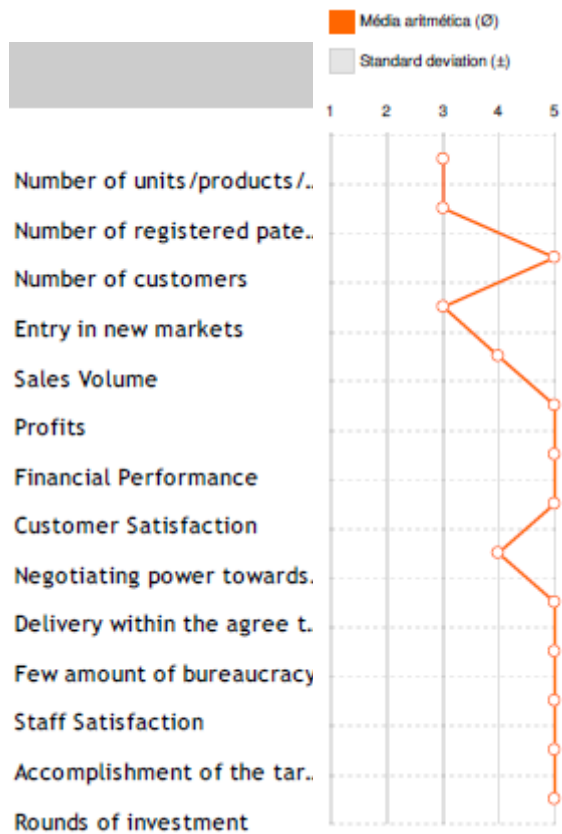 Média aritmética (Ø)
Standard deviation (±)
1 2 3 4 5
Number of units/products/..
Number of registered pate..
Number of customers
Entry in new markets
Sales Volume
Profits
Financial Performance
Customer Satisfaction
Negotiating power towards.
Delivery within the agree t.
Few amount of bureaucracy
Staff Satisfaction
Accomplishment of the tar..
Rounds of investment